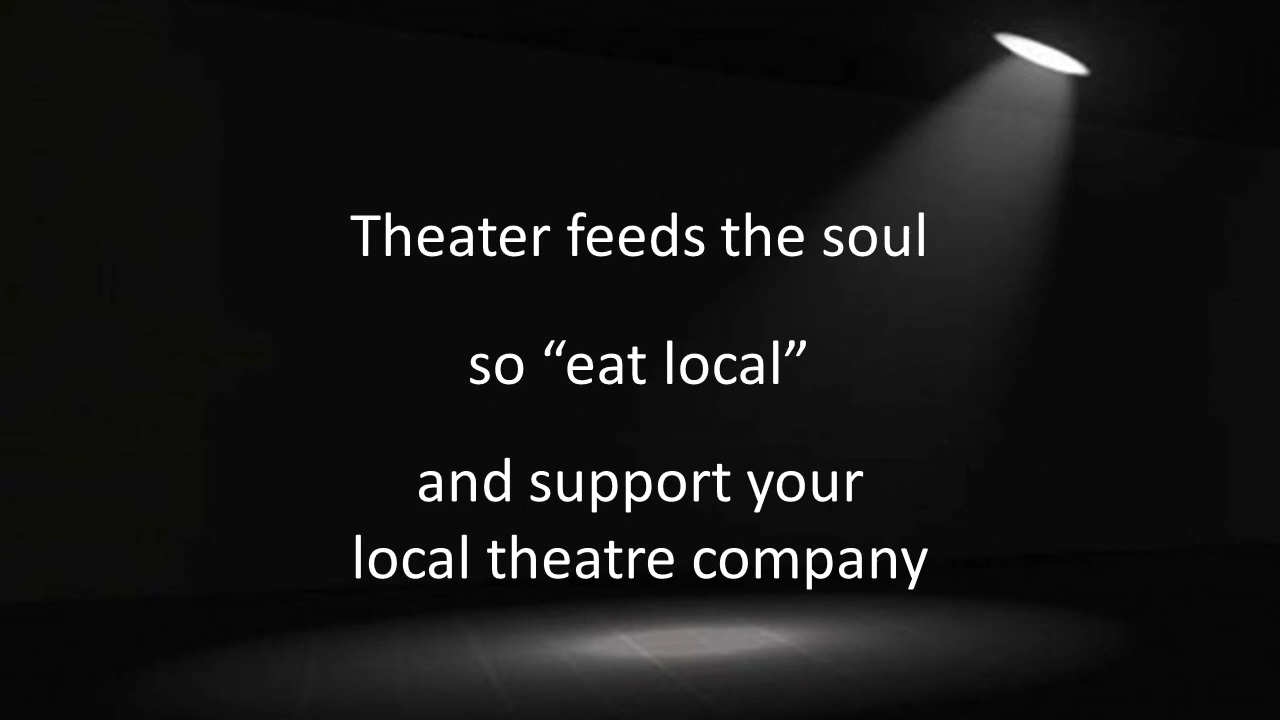 Theater feeds the soul
so “eat local”
and support your
local theatre company